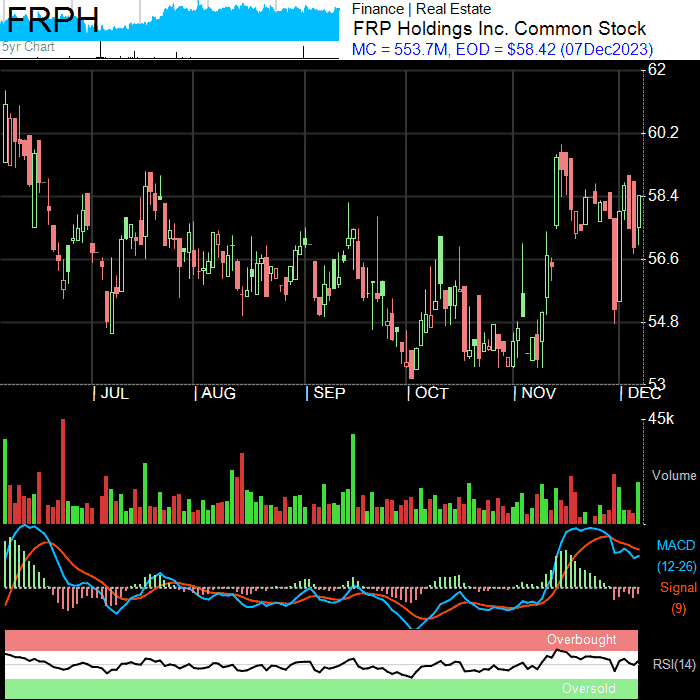 FRPH
5yr Chart
Finance | Real Estate
FRP Holdings Inc. Common Stock
MC = 553.7M, EOD = $58.42 (07Dec2023)
62
60.2
58.4
56.6
54.8
53
| JUL | AUG | SEP | OCT | NOV | DEC
45k
Volume
MACD
(12-26)
Signal
(9)
Overbought
RSI(14)
Oversold